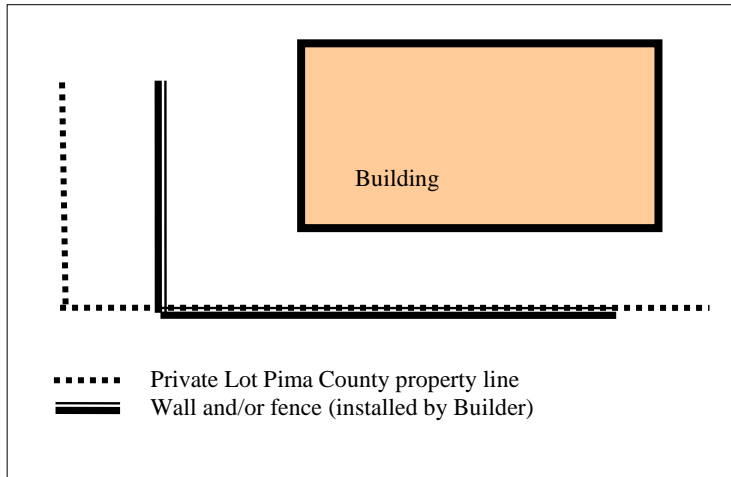 Building
Private Lot Pima County property line
Wall and/or fence (installed by Builder)